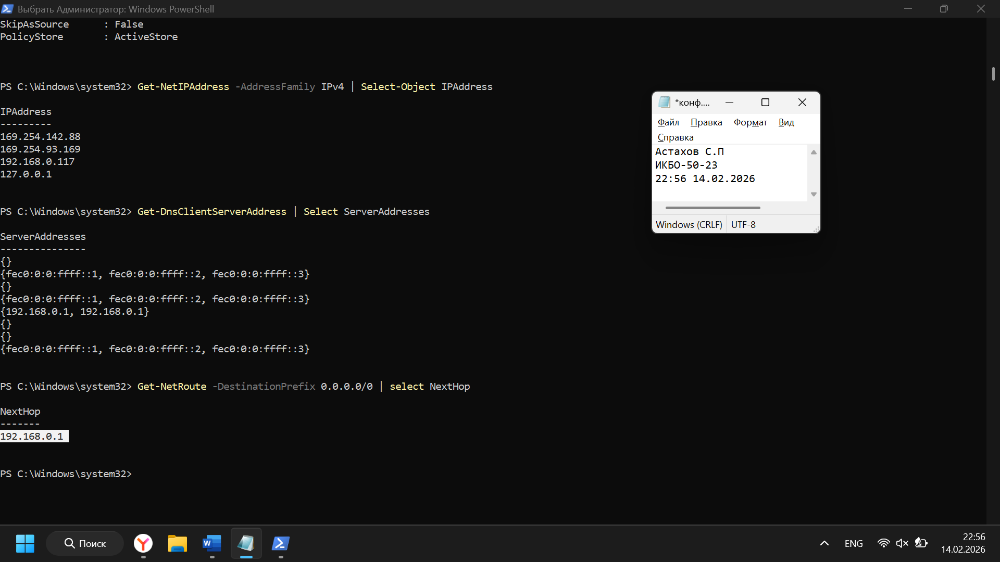 Выбрать Администратор: Windows PowerShell
SkipAsSource      : False
PolicyStore       : ActiveStore
PS C:\Windows\system32> Get-NetIPAddress -AddressFamily IPv4 | Select-Object IPAddress
IPAddress
---------
169.254.142.88
169.254.93.169
192.168.0.117
127.0.0.1
PS C:\Windows\system32> Get-DnsClientServerAddress | Select ServerAddresses
ServerAddresses
---------------
{}
{fec0:0:0:ffff::1, fec0:0:0:ffff::2, fec0:0:0:ffff::3}
{}
{fec0:0:0:ffff::1, fec0:0:0:ffff::2, fec0:0:0:ffff::3}
{192.168.0.1, 192.168.0.1}
{}
{}
{fec0:0:0:ffff::1, fec0:0:0:ffff::2, fec0:0:0:ffff::3}
PS C:\Windows\system32> Get-NetRoute -DestinationPrefix 0.0.0.0/0 | select NextHop
NextHop
-------
192.168.0.1
PS C:\Windows\system32>
*конф....
Файл Правка Формат Вид
Справка
Астахов С.П
ИКБО-50-23
22:56 14.02.2026
Windows (CRLF) UTF-8
Поиск
ENG
22:56
14.02.2026